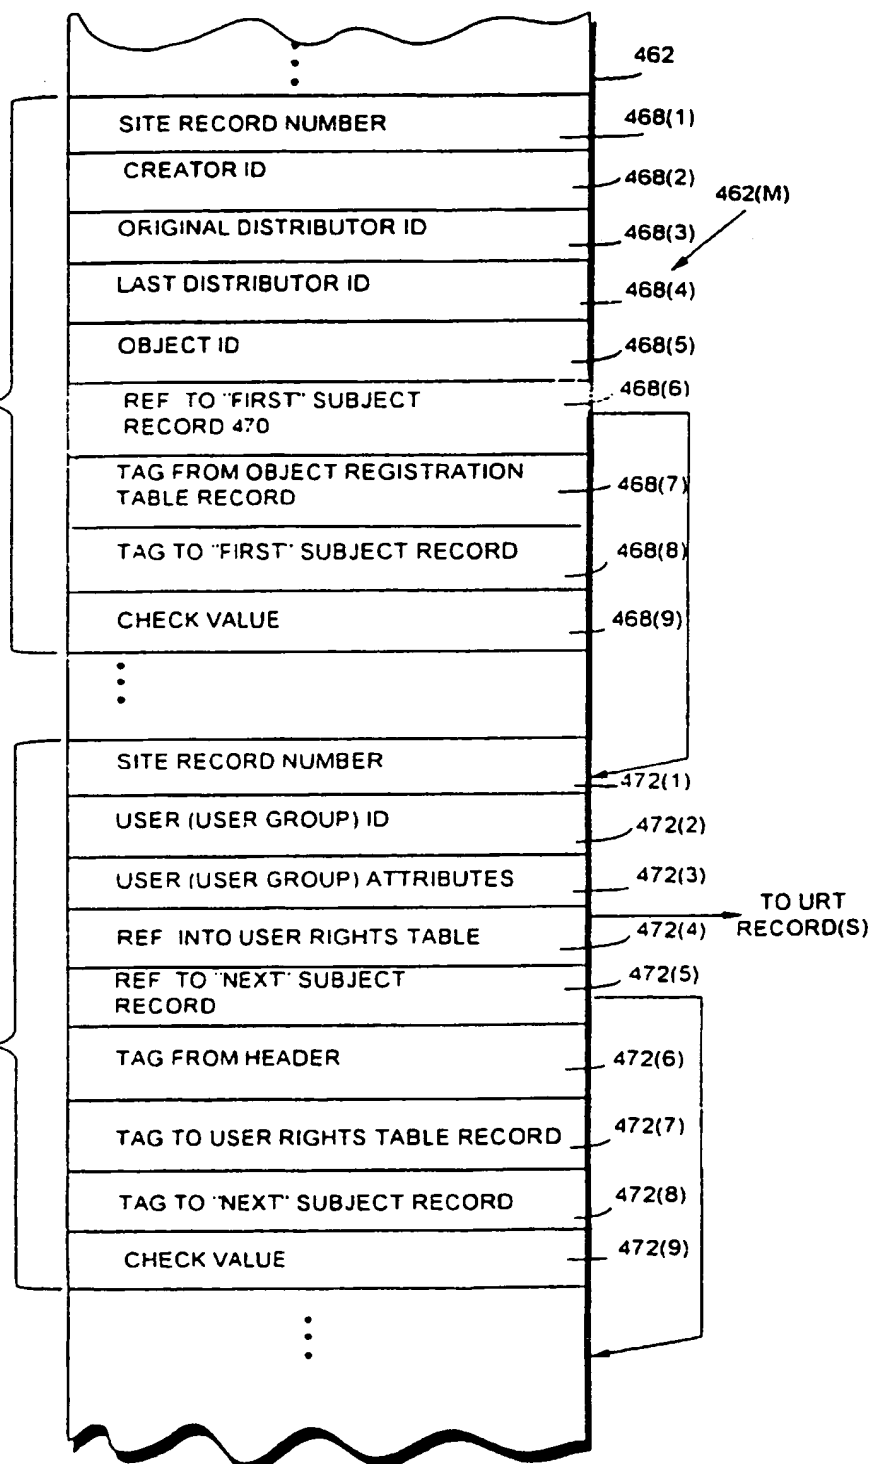 462
SITE RECORD NUMBER 468(1)
CREATOR ID 468(2)
462(M)
ORIGINAL DISTRIBUTOR ID 468(3)
LAST DISTRIBUTOR ID 468(4)
OBJECT ID 468(5)
REF TO "FIRST" SUBJECT 468(6)
RECORD 470
TAG FROM OBJECT REGISTRATION 468(7)
TABLE RECORD
TAG TO "FIRST" SUBJECT RECORD 468(8)
CHECK VALUE 468(9)
SITE RECORD NUMBER 472(1)
USER (USER GROUP) ID 472(2)
USER (USER GROUP) ATTRIBUTES 472(3)
TO URT
RECORD(S)
REF INTO USER RIGHTS TABLE 472(4)
REF TO "NEXT" SUBJECT 472(5)
RECORD
TAG FROM HEADER 472(6)
TAG TO USER RIGHTS TABLE RECORD 472(7)
TAG TO "NEXT" SUBJECT RECORD 472(8)
CHECK VALUE 472(9)